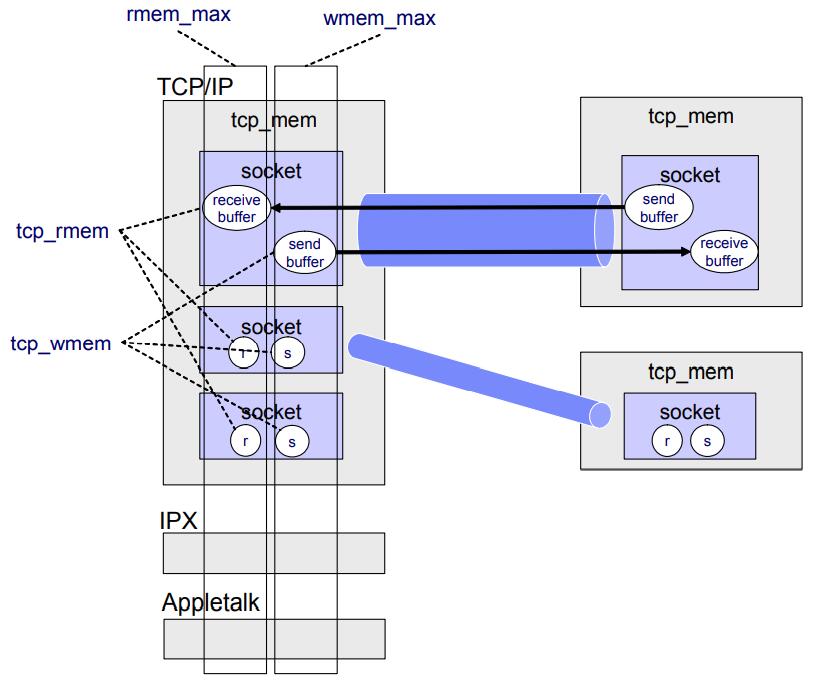 rmem_max
wmem_max
TCP/IP
tcp_mem
socket
receive
buffer
send
buffer
tcp_rmem
tcp_wmem
socket
r
s
socket
r
s
IPX
Appletalk
tcp_mem
socket
send
buffer
receive
buffer
tcp_mem
socket
r
s